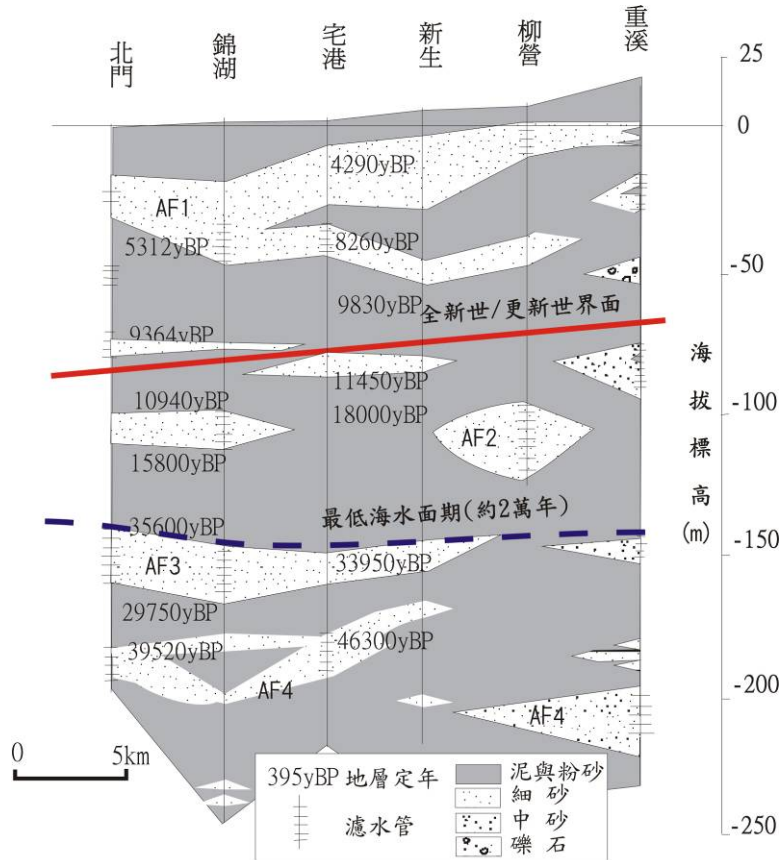 北門
錦湖
宅港
新生
柳營
重溪
25
0
4290yBP
AF1
5312yBP
8260yBP
-50
9830yBP
全新世/更新世界面
9364yBP
11450yBP
10940yBP
18000yBP
-100
AF2
15800yBP
海拔標高(m)
最低海水面期(約2萬年)
35600yBP
-150
AF3
33950yBP
29750yBP
46300yBP
39520yBP
AF4
-200
AF4
0
5km
395yBP 地層定年
濾水管
泥與粉砂
細砂
中砂
礫石
-250